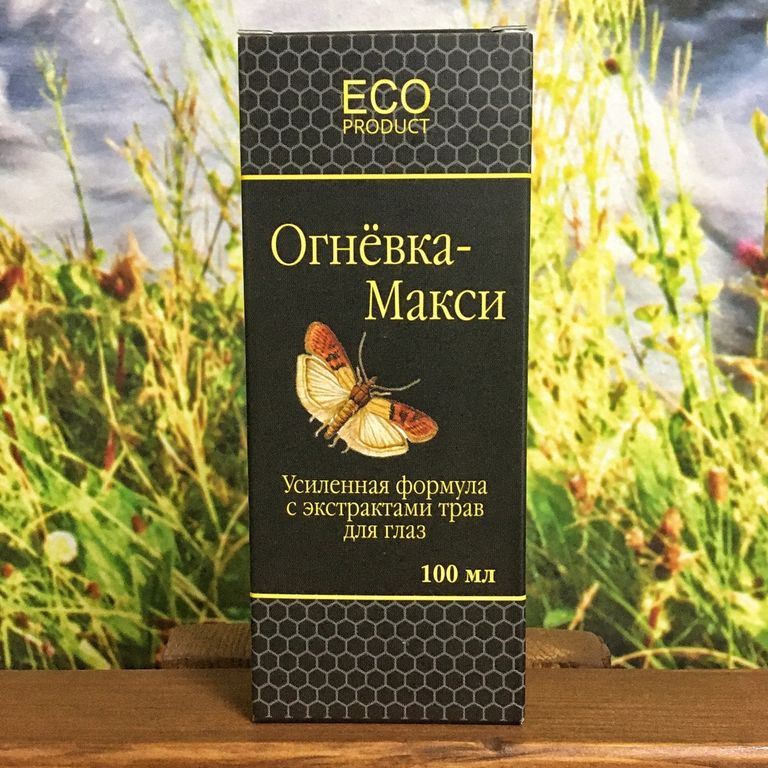 ECO
PRODUCT
Огнёвка-
Макси
Усиленная формула
с экстрактами трав
для глаз
100 мл